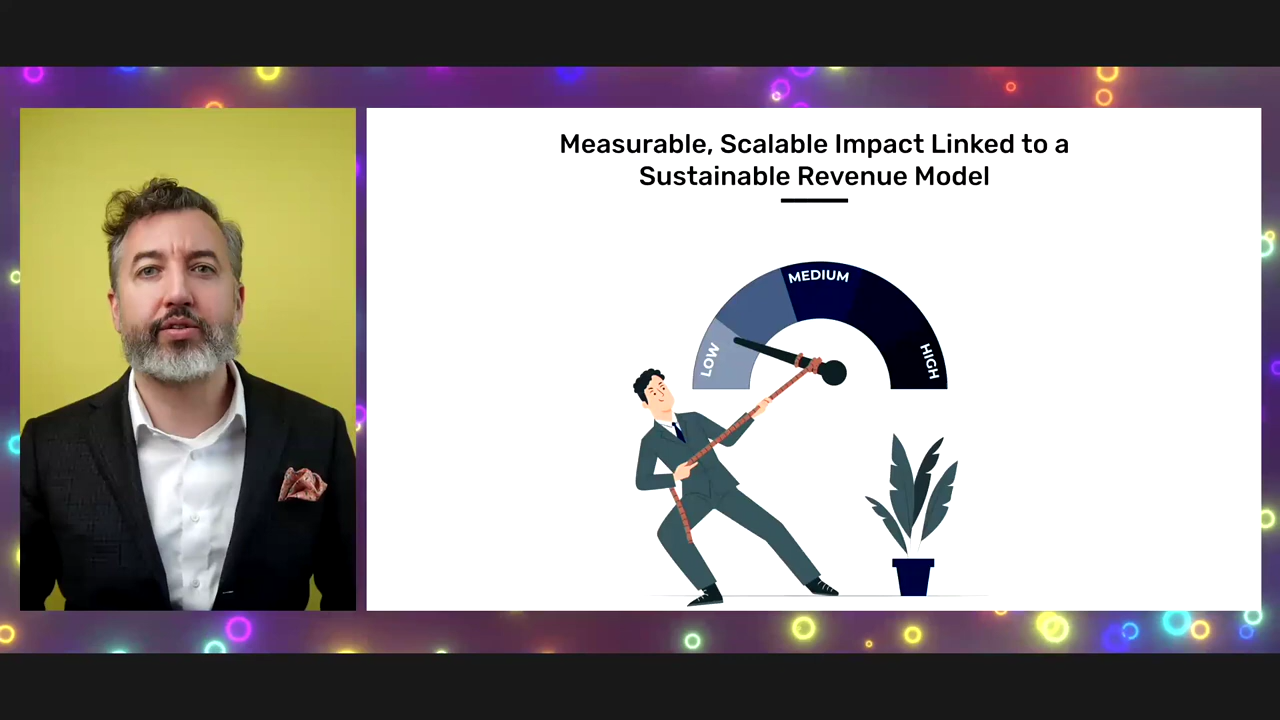 Measurable, Scalable Impact Linked to a
Sustainable Revenue Model
LOW
MEDIUM
HIGH